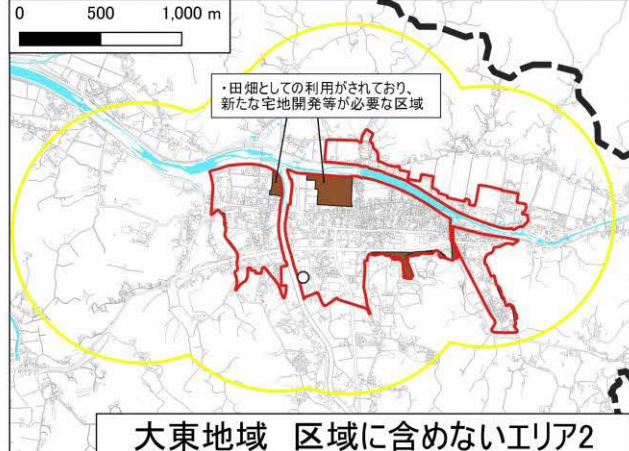 0 500 1,000 m
・田畑としての利用がされており、
新たな宅地開発等が必要な区域
大東地域 区域に含めないエリア2